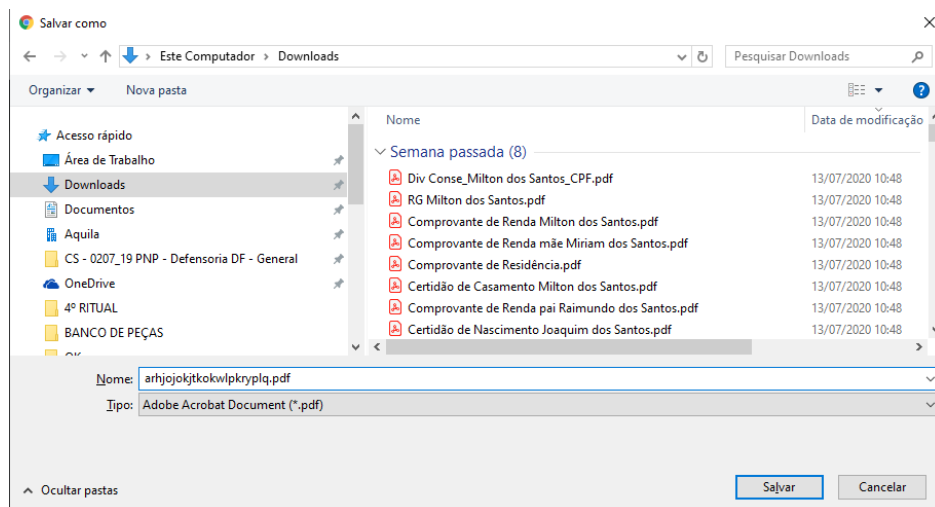 Salvar como
Este Computador > Downloads
Pesquisar Downloads
Organizar
Nova pasta
Acesso rápido
Área de Trabalho
Downloads
Documentos
Aquila
CS - 0207_19 PNP - Defensoria DF - General
OneDrive
4º RITUAL
BANCO DE PEÇAS
Nome Data de modificação
Semana passada (8)
Div Conse_Milton dos Santos_CPF.pdf 13/07/2020 10:48
RG Milton dos Santos.pdf 13/07/2020 10:48
Comprovante de Renda Milton dos Santos.pdf 13/07/2020 10:48
Comprovante de Renda mãe Miriam dos Santos.pdf 13/07/2020 10:48
Comprovante de Residência.pdf 13/07/2020 10:48
Certidão de Casamento Milton dos Santos.pdf 13/07/2020 10:48
Comprovante de Renda pai Raimundo dos Santos.pdf 13/07/2020 10:48
Certidão de Nascimento Joaquim dos Santos.pdf 13/07/2020 10:48
Nome: arhjojokjtkokwlpkryplq.pdf
Tipo: Adobe Acrobat Document (*.pdf)
Ocultar pastas
Salvar
Cancelar